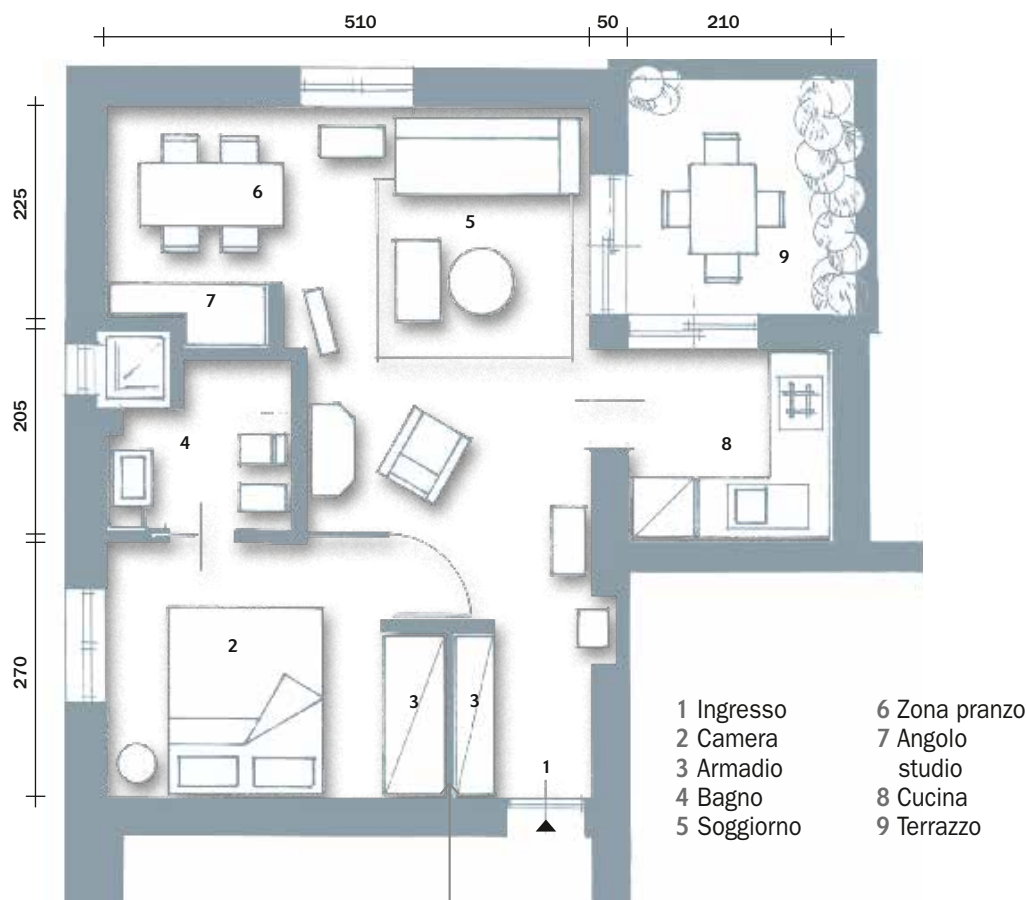 510 50 210
225
205
270
6
5
9
7
4
8
2
3 3
1
1 Ingresso
2 Camera
3 Armadio
4 Bagno
5 Soggiorno
6 Zona pranzo
7 Angolo
studio
8 Cucina
9 Terrazzo